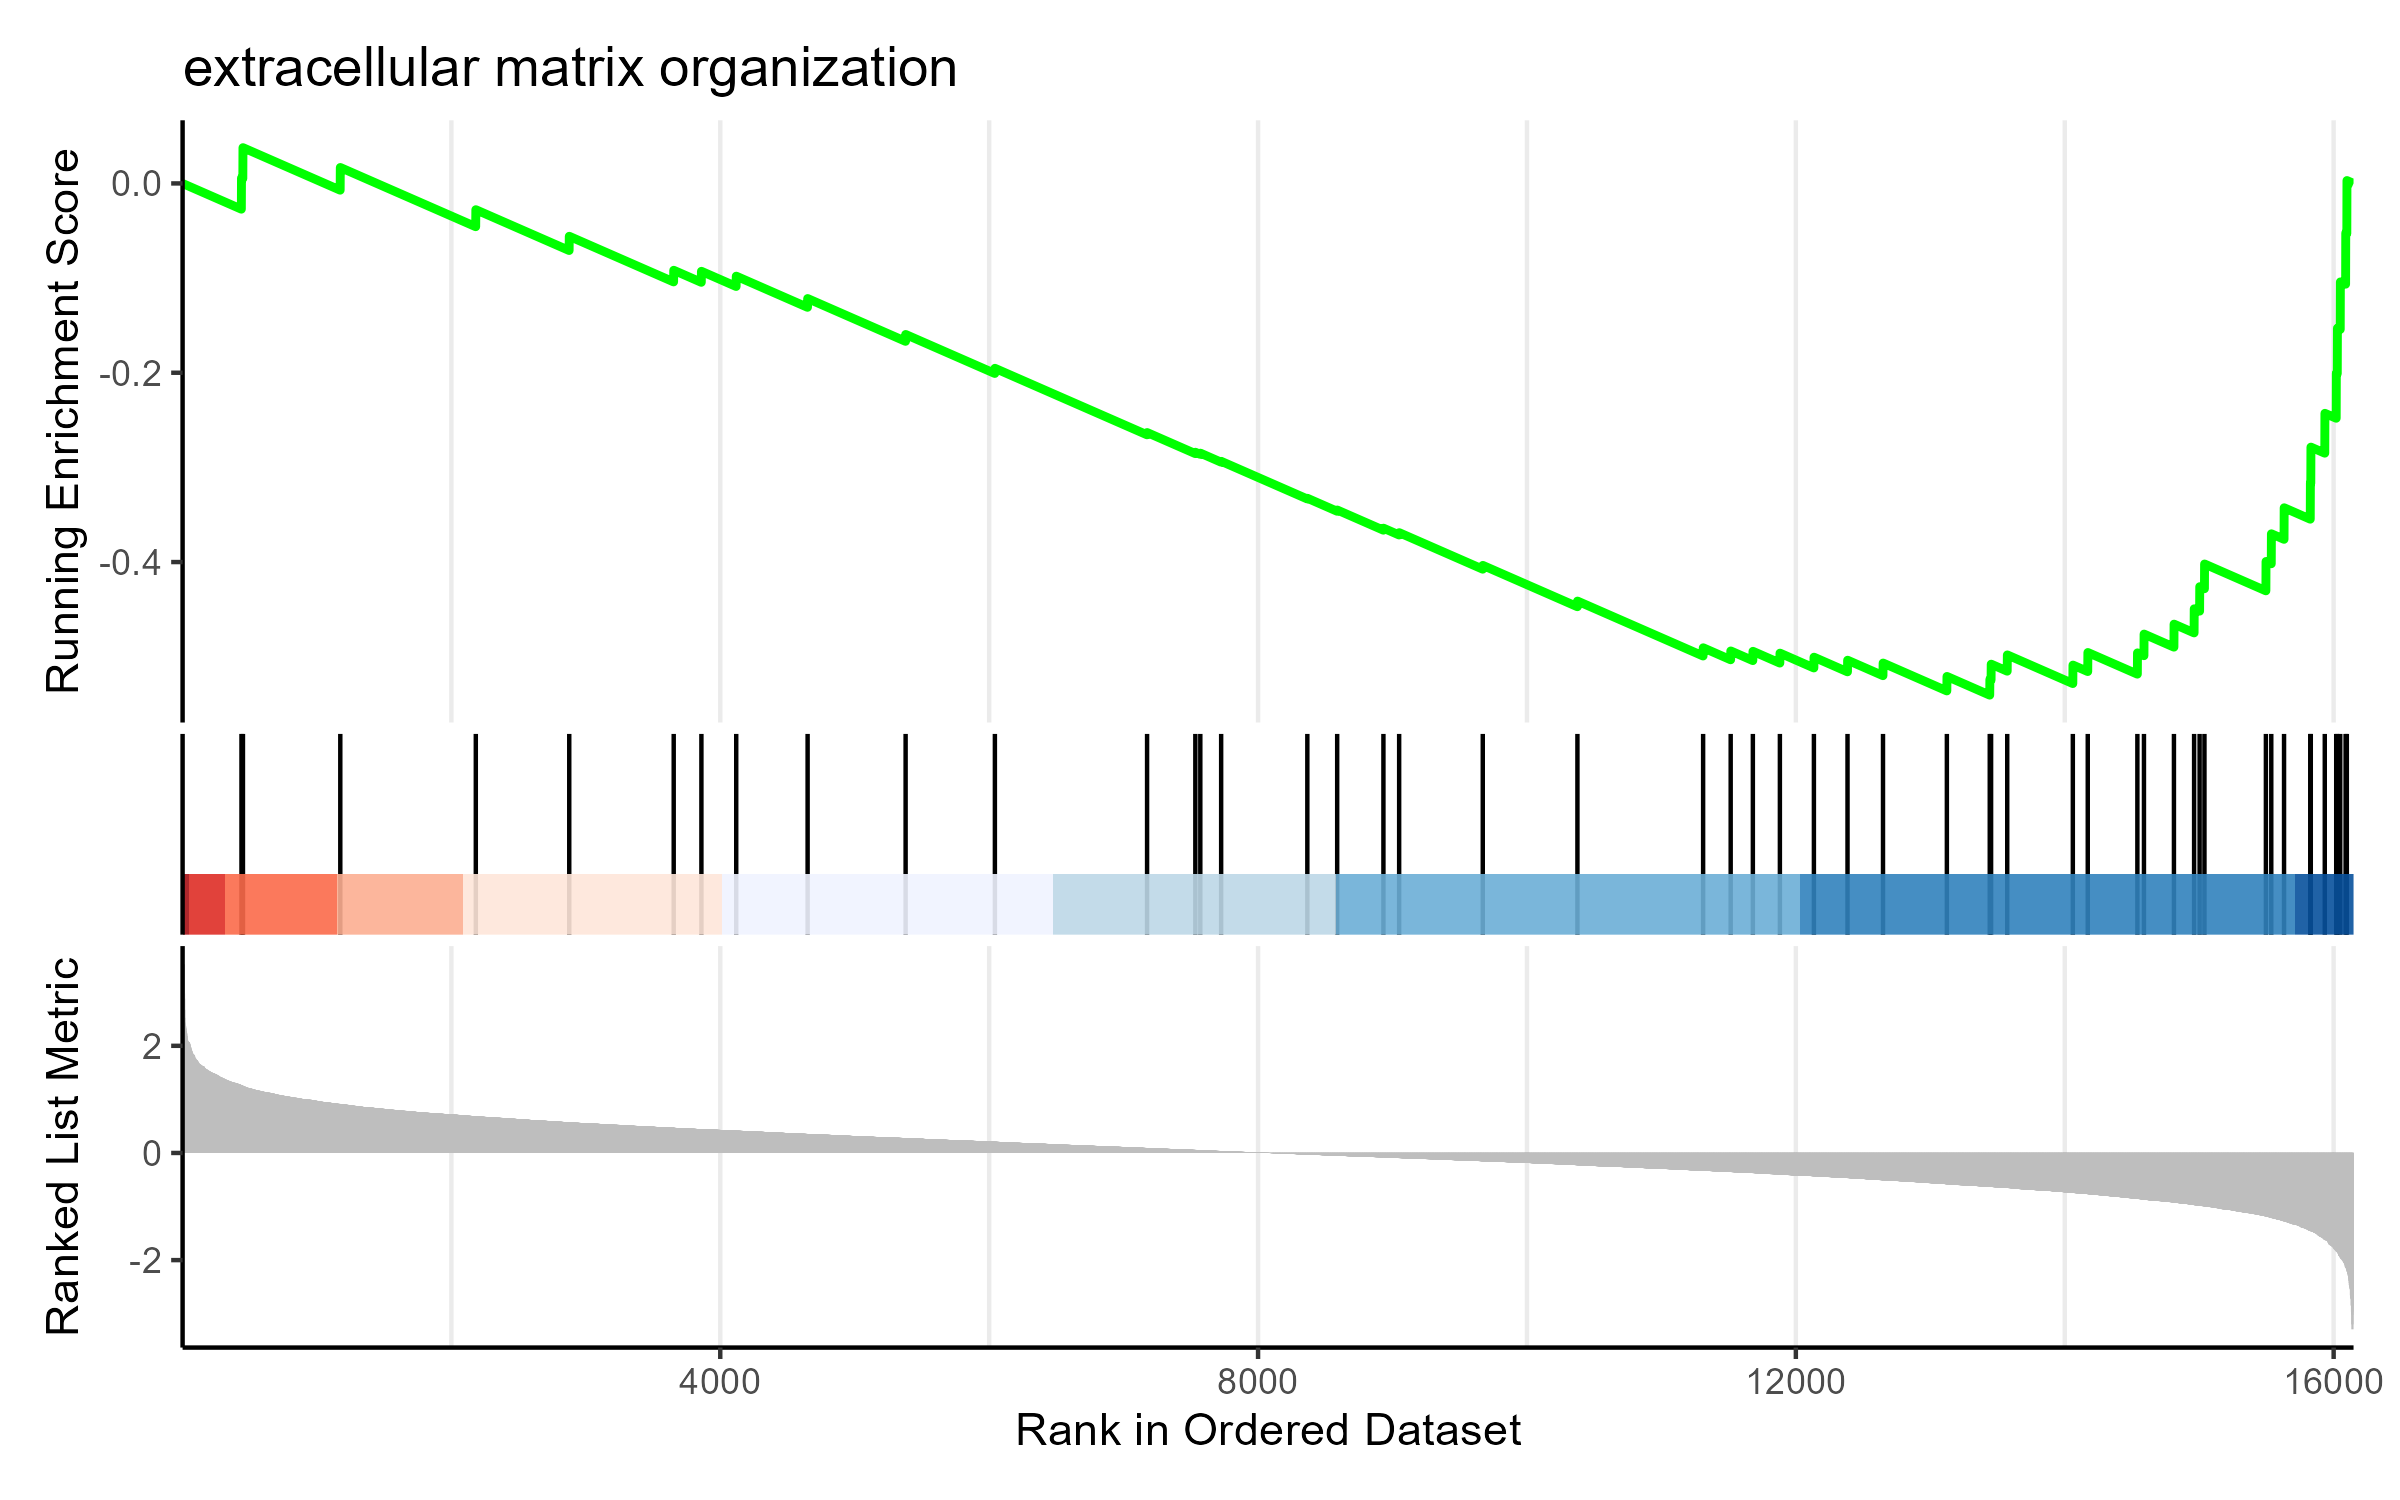 extracellular matrix organization
Running Enrichment Score
0.0
-0.2
-0.4
Ranked List Metric
2
0
-2
4000
8000
12000
16000
Rank in Ordered Dataset